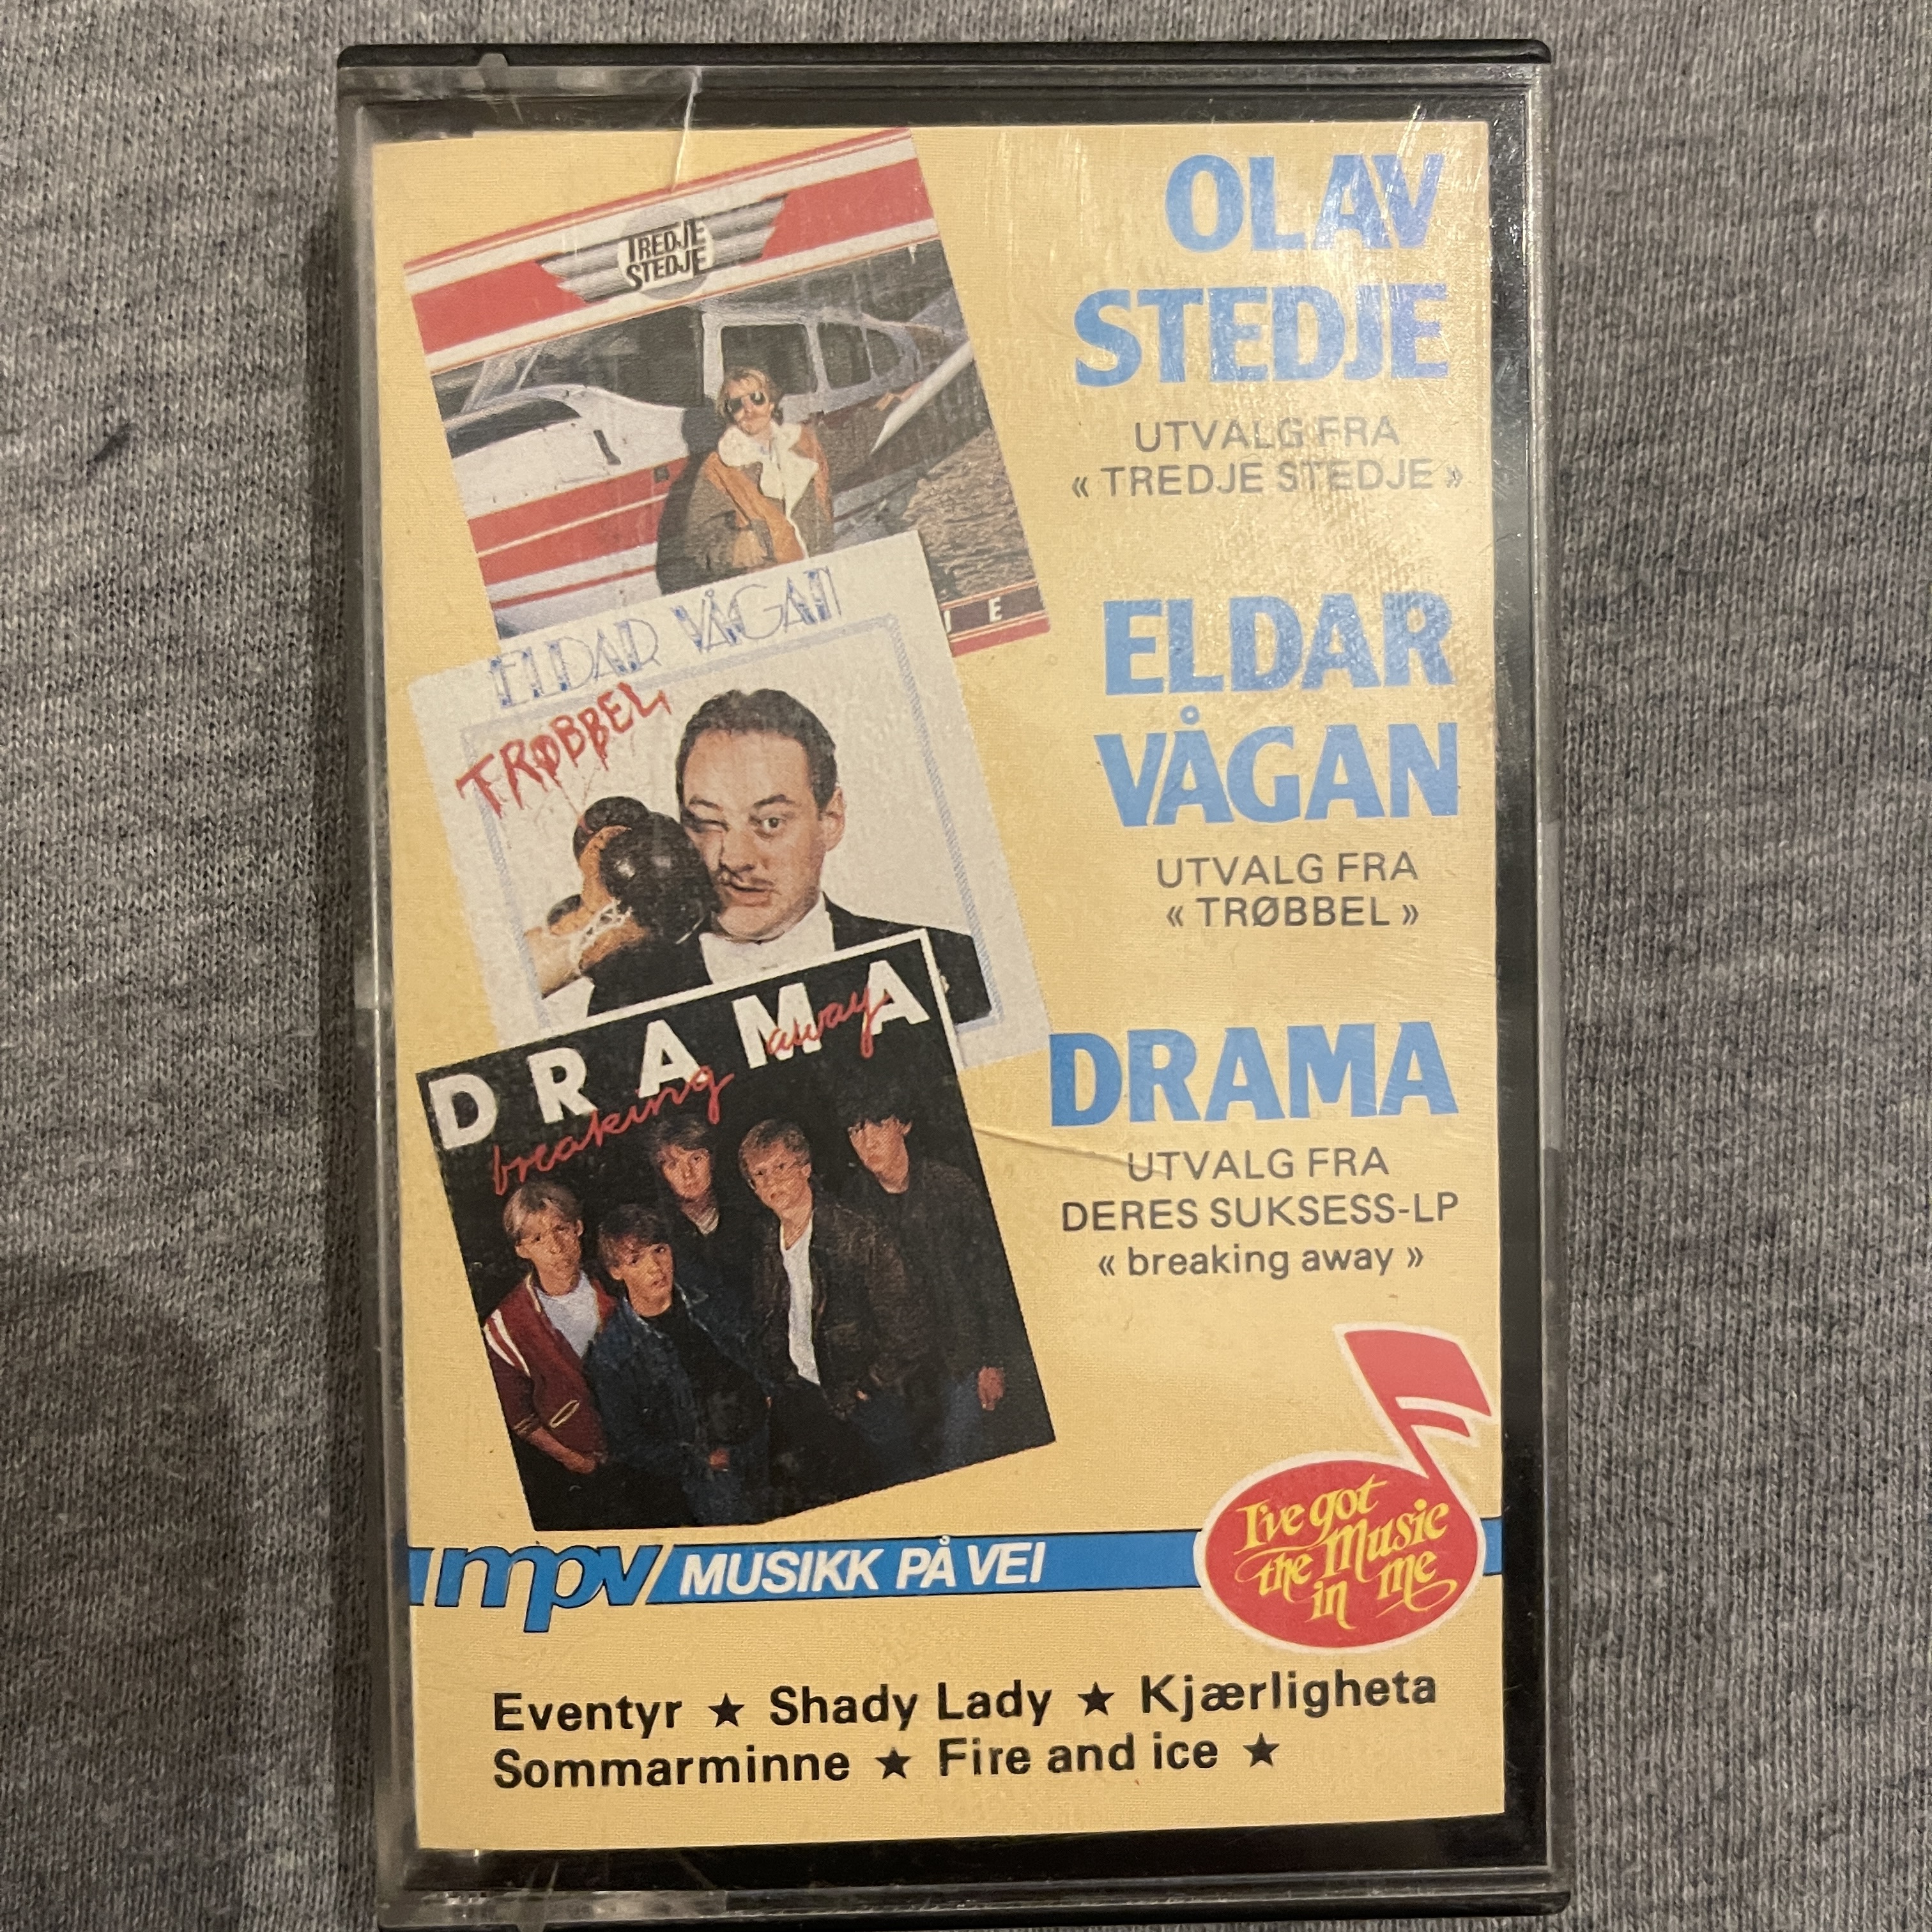 OLAV
STEDJE
UTVALG FRA
« TREDJE STEDJE »
ELDAR
VÅGAN
UTVALG FRA
« TRØBBEL »
DRAMA
UTVALG FRA
DERES SUKSESS-LP
« breaking away »
TREDJE
STEDJE
J E
ELDAR VÅGAN
TRØBBEL
DRAMA
breaking away
mpv MUSIKK PÅ VEI
I've got
the Music
in me
Eventyr ★ Shady Lady ★ Kjærligheta
Sommarminne ★ Fire and ice ★